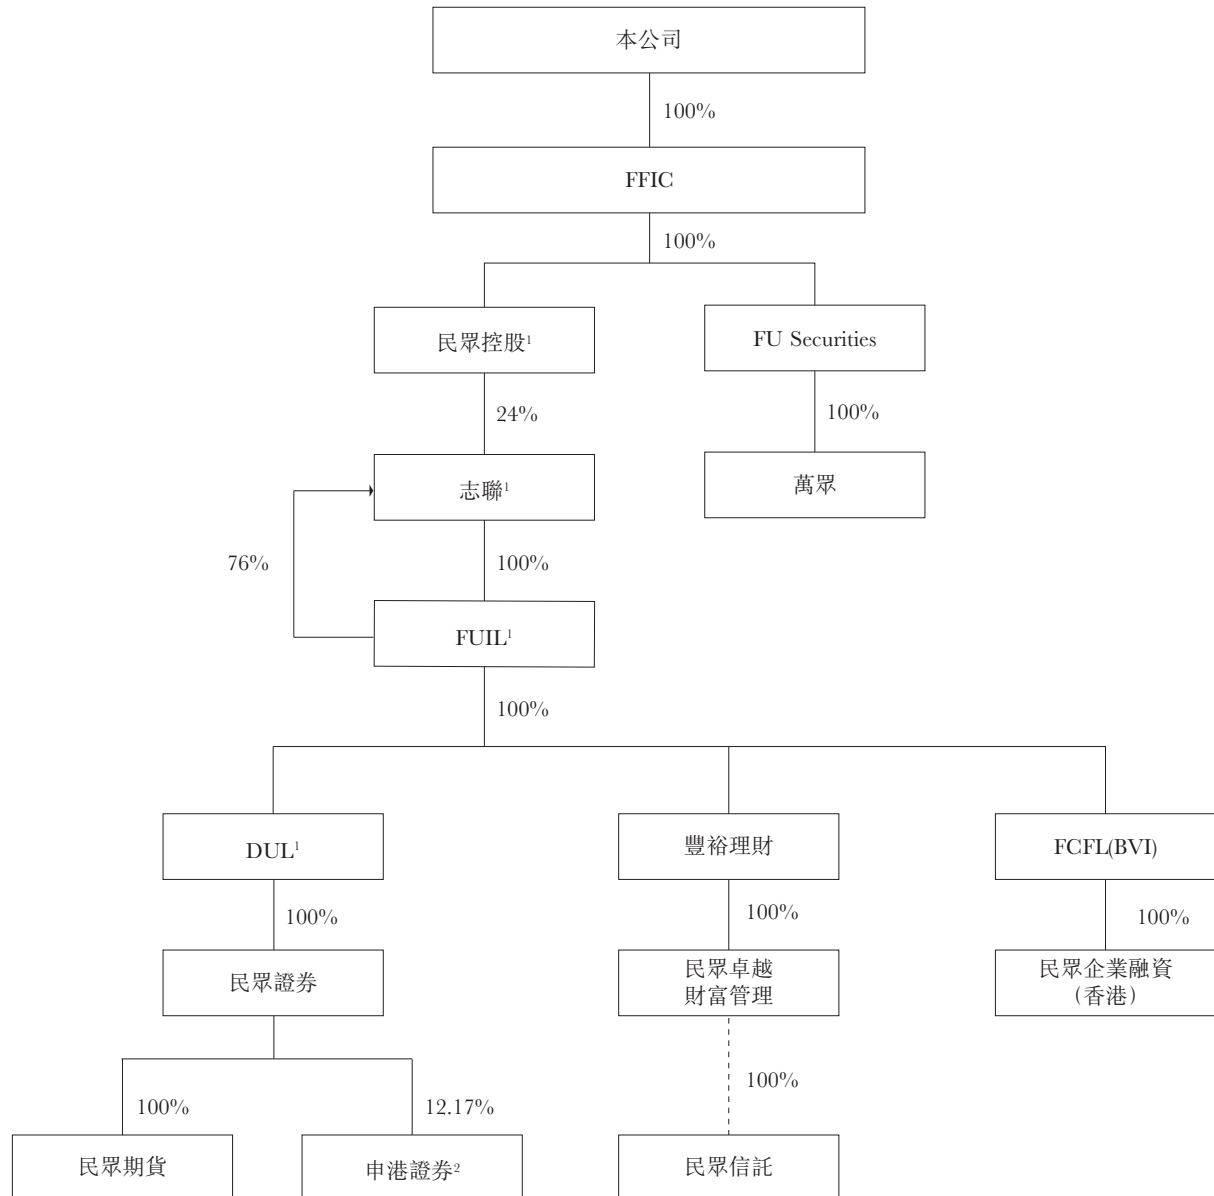 本公司
100%
FFIC
100%
民眾控股¹
FU Securities
24%
100%
志聯¹
萬眾
76%
100%
FUIL¹
100%
DUL¹
豐裕理財
FCFL(BVI)
100%
100%
100%
民眾證券
民眾卓越
財富管理
民眾企業融資
（香港）
100%
12.17%
100%
民眾期貨
申港證券²
民眾信託